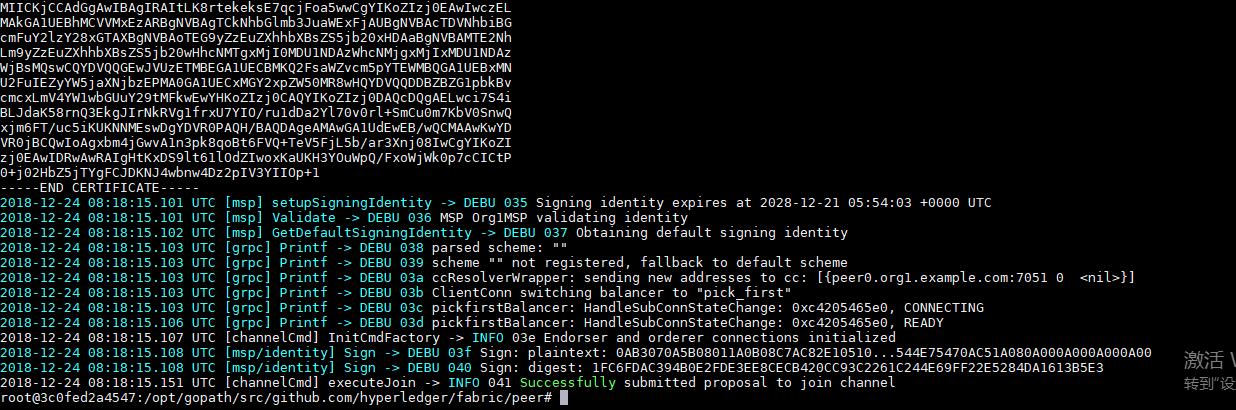 MIICKjCCAdGgAwIBAgIRAItLK8rtekeksE7qcjFoa5wwCgYIKoZIzj0EAwIwczEL
MAkGA1UEBhMCVVMxEzARBgNVBAgTCkNhbGlmb3JuaWExFjAUBgNVBAcTDVNhbiBG
cmFuY2lzY28xGTAXBgNVBAoTEG9yZzEuZXhhbXBsZS5jb20xHDAaBgNVBAMTE2Nh
Lm9yZzEuZXhhbXBsZS5jb20wHhcNMTgxMjI0MDU1NDAzWhcNMjgxMjIxMDU1NDAz
WjBsMQswCQYDVQQGEwJVUzETMBEGA1UECBMKQ2FsaWZvcm5pYTEWMBQGA1UEBxMN
U2FuIEZyYW5jaXNjbzEPMA0GA1UECxMGY2xpZW50MR8wHQYDVQQDDBZBZG1pbkBv
cmcxLmV4YW1wbGUuY29tMFkwEwYHKoZIzj0CAQYIKoZIzj0DAQcDQgAELwci7S4i
BLJdaK58rnQ3EkgJIrNkRVg1frxU7YIO/ru1dDa2Yl70v0rl+SmCu0m7KbV0SnwQ
xjm6FT/uc5iKUKNNMEswDgYDVR0PAQH/BAQDAgeAMAwGA1UdEwEB/wQCMAAwKwYD
VR0jBCQwIoAgxbm4jGwvA1n3pk8qoBt6FVQ+TeV5FjL5b/ar3Xnj08IwCgYIKoZI
zj0EAwIDRwAwRAIgHtKxDS9lt61lOdZIwoxKaUKH3YOuWpQ/FxoWjWk0p7cCICtP
0+j02HbZ5jTYgFCJDKNJ4wbnw4Dz2pIV3YIIOp+1
-----END CERTIFICATE-----
2018-12-24 08:18:15.101 UTC [msp] setupSigningIdentity -> DEBU 035 Signing identity expires at 2028-12-21 05:54:03 +0000 UTC
2018-12-24 08:18:15.101 UTC [msp] Validate -> DEBU 036 MSP Org1MSP validating identity
2018-12-24 08:18:15.102 UTC [msp] GetDefaultSigningIdentity -> DEBU 037 Obtaining default signing identity
2018-12-24 08:18:15.103 UTC [grpc] Printf -> DEBU 038 parsed scheme: ""
2018-12-24 08:18:15.103 UTC [grpc] Printf -> DEBU 039 scheme "" not registered, fallback to default scheme
2018-12-24 08:18:15.103 UTC [grpc] Printf -> DEBU 03a ccResolverWrapper: sending new addresses to cc: [{peer0.org1.example.com:7051 0  <nil>}]
2018-12-24 08:18:15.103 UTC [grpc] Printf -> DEBU 03b ClientConn switching balancer to "pick_first"
2018-12-24 08:18:15.103 UTC [grpc] Printf -> DEBU 03c pickfirstBalancer: HandleSubConnStateChange: 0xc4205465e0, CONNECTING
2018-12-24 08:18:15.106 UTC [grpc] Printf -> DEBU 03d pickfirstBalancer: HandleSubConnStateChange: 0xc4205465e0, READY
2018-12-24 08:18:15.107 UTC [channelCmd] InitCmdFactory -> INFO 03e Endorser and orderer connections initialized
2018-12-24 08:18:15.108 UTC [msp/identity] Sign -> DEBU 03f Sign: plaintext: 0AB3070A5B08011A0B08C7AC82E10510...544E75470AC51A080A000A000A000A00
2018-12-24 08:18:15.108 UTC [msp/identity] Sign -> DEBU 040 Sign: digest: 1FC6FDAC394B0E2FDE3EE8CECB420CC93C2261C244E69FF22E5284DA1613B5E3
2018-12-24 08:18:15.151 UTC [channelCmd] executeJoin -> INFO 041 Successfully submitted proposal to join channel
root@3c0fed2a4547:/opt/gopath/src/github.com/hyperledger/fabric/peer#
激活 W
转到"设